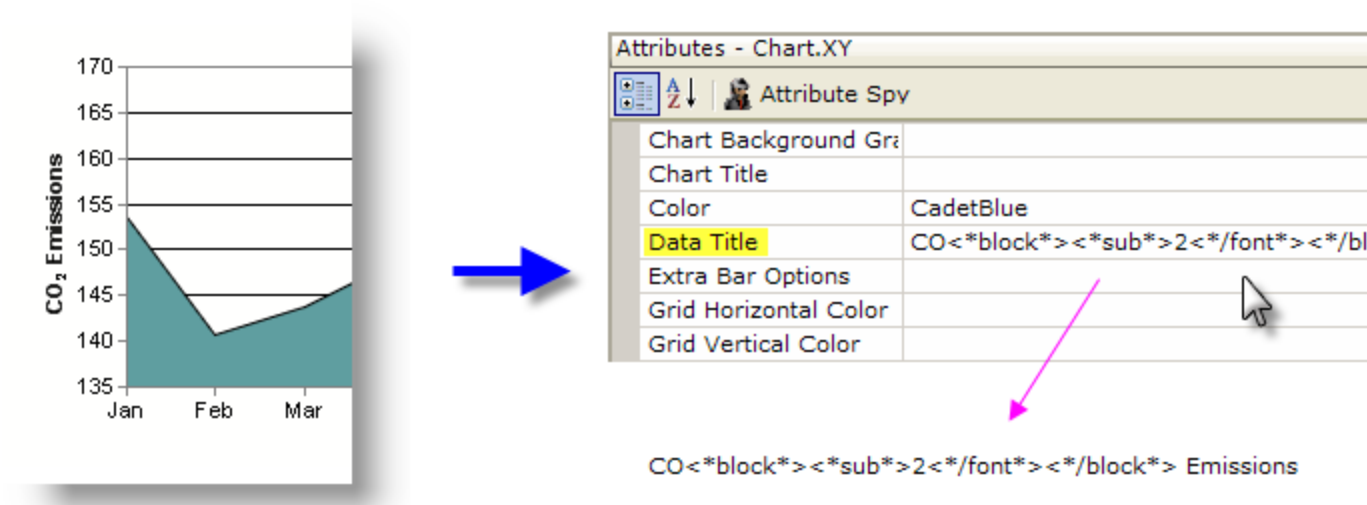 170
165
160
155
150
145
140
135
CO₂ Emissions
Jan Feb Mar
Attributes - Chart.XY
Attribute Spy
Chart Background Gra
Chart Title
Color CadetBlue
Data Title CO<*block*><*sub*>2<*/font*><*/bl
Extra Bar Options
Grid Horizontal Color
Grid Vertical Color
CO<*block*><*sub*>2<*/font*><*/block*> Emissions